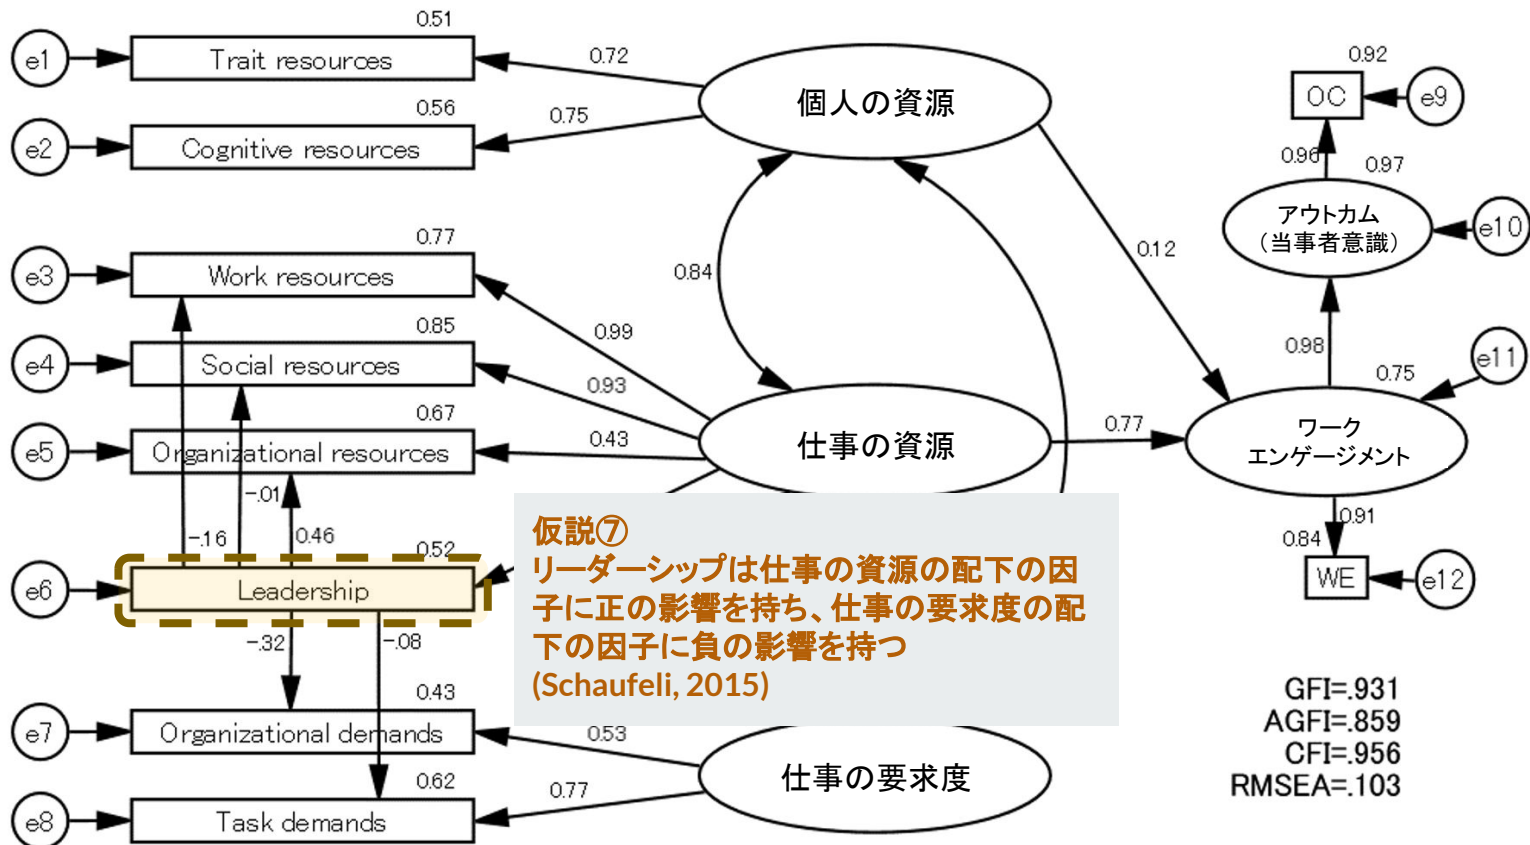 0.51
e1
Trait resources
0.72
0.56
e2
Cognitive resources
0.75
個人の資源
0.92
OC
e9
0.96
0.97
アウトカム
(当事者意識)
e10
0.77
e3
Work resources
0.84
0.12
0.99
0.85
e4
Social resources
0.93
0.98
0.75
e11
0.67
e5
Organizational resources
0.43
仕事の資源
0.77
ワーク
エンゲージメント
-.01
-.16
0.46
0.52
e6
Leadership
0.91
0.84
WE
e12
仮説⑦
リーダーシップは仕事の資源の配下の因
子に正の影響を持ち、仕事の要求度の配
下の因子に負の影響を持つ
(Schaufeli, 2015)
-.32
-.08
0.43
e7
Organizational demands
0.53
0.62
e8
Task demands
0.77
仕事の要求度
GFI=.931
AGFI=.859
CFI=.956
RMSEA=.103